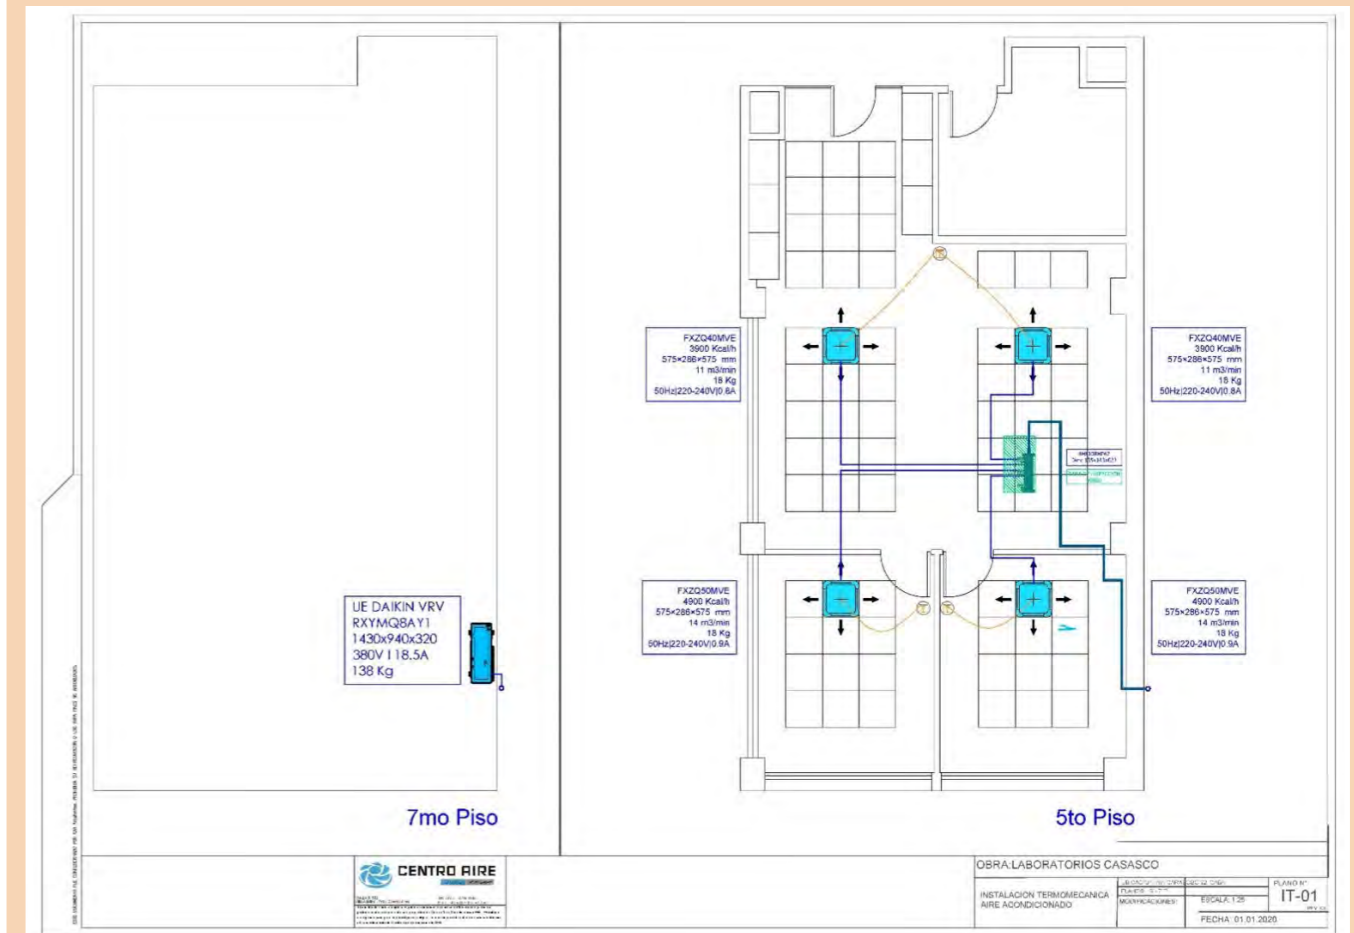 FXZQ40MVE
3900 Kcal/h
575×286×575 mm
11 m3/min
18 Kg
50Hz|220-240V|0.8A
FXZQ40MVE
3900 Kcal/h
575×286×575 mm
11 m3/min
18 Kg
50Hz|220-240V|0.8A
FXZQ50MVE
4900 Kcal/h
575×286×575 mm
14 m3/min
18 Kg
50Hz|220-240V|0.9A
FXZQ50MVE
4900 Kcal/h
575×286×575 mm
14 m3/min
18 Kg
50Hz|220-240V|0.9A
UE DAIKIN VRV
RXYMQ8AY1
1430x940x320
380V I 18.5A
138 Kg
7mo Piso
5to Piso
CENTRO AIRE
OBRA:LABORATORIOS CASASCO
INSTALACION TERMOMECANICA
AIRE ACONDICIONADO
MODIFICACIONES:
ESCALA: 1:25
FECHA: 01.01.2020
PLANO N°
IT-01